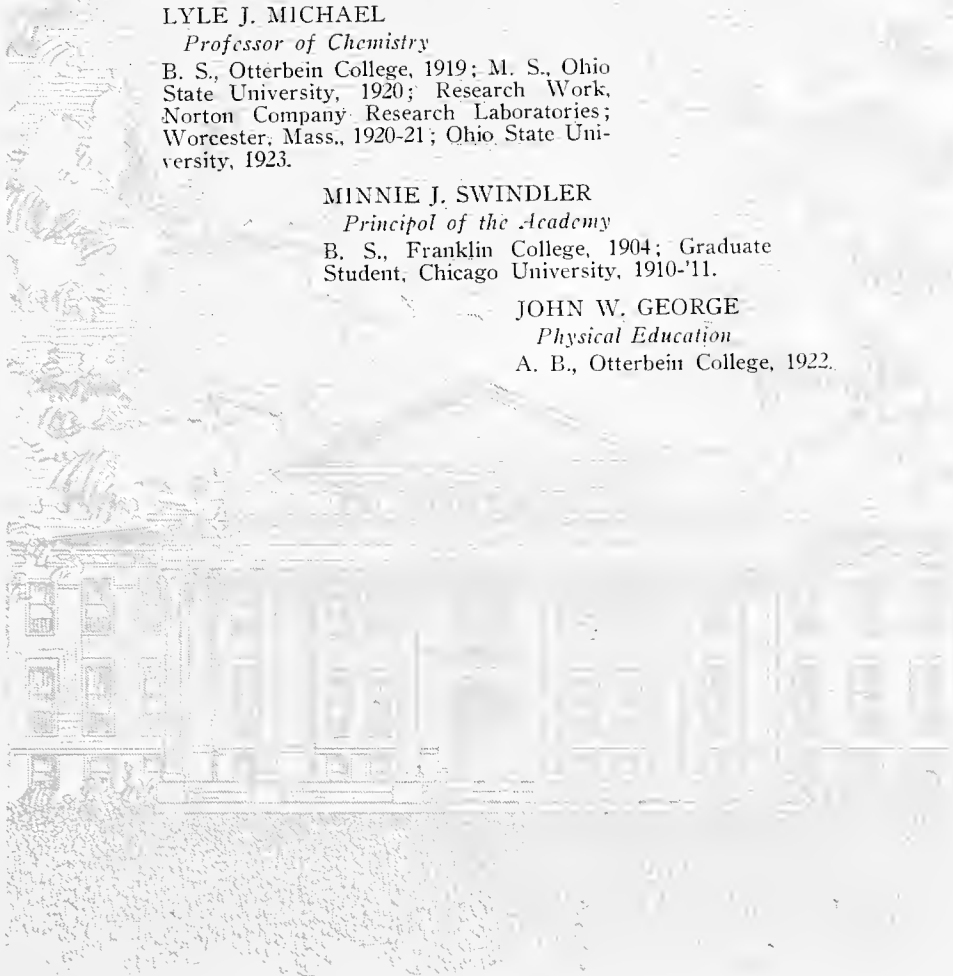 LYLE J. MICHAEL
Professor of Chemistry
B. S., Otterbein College, 1919; M. S., Ohio
State University, 1920; Research Work,
Norton Company Research Laboratories;
Worcester, Mass., 1920-21; Ohio State Uni-
versity, 1923.
MINNIE J. SWINDLER
Principol of the Academy
B. S., Franklin College, 1904; Graduate
Student, Chicago University, 1910-'11.
JOHN W. GEORGE
Physical Education
A. B., Otterbein College, 1922.